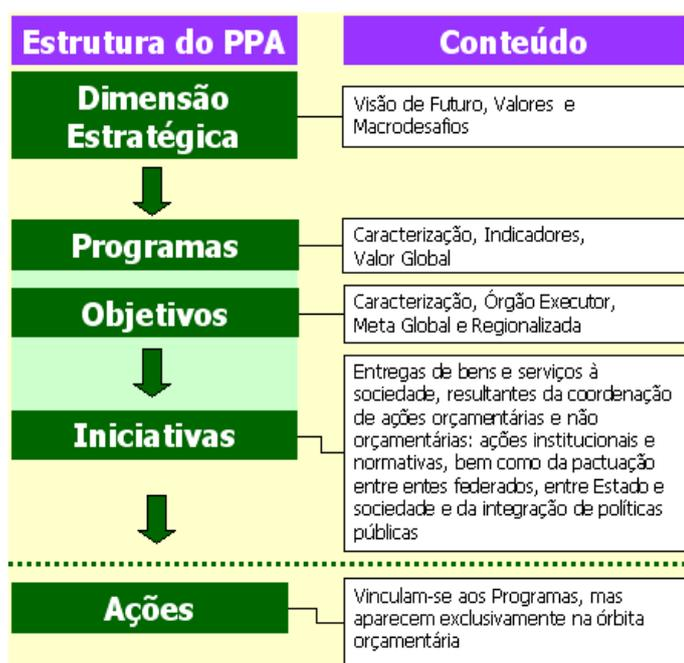 Estrutura do PPA
Conteúdo
Dimensão
Estratégica
Visão de Futuro, Valores e
Macrodesafios
Programas
Caracterização, Indicadores,
Valor Global
Objetivos
Caracterização, Órgão Executor,
Meta Global e Regionalizada
Iniciativas
Entregas de bens e serviços à
sociedade, resultantes da coordenação
de ações orçamentárias e não
orçamentárias: ações institucionais e
normativas, bem como da pactuação
entre entes federados, entre Estado e
sociedade e da integração de políticas
públicas
Ações
Vinculam-se aos Programas, mas
aparecem exclusivamente na órbita
orçamentária